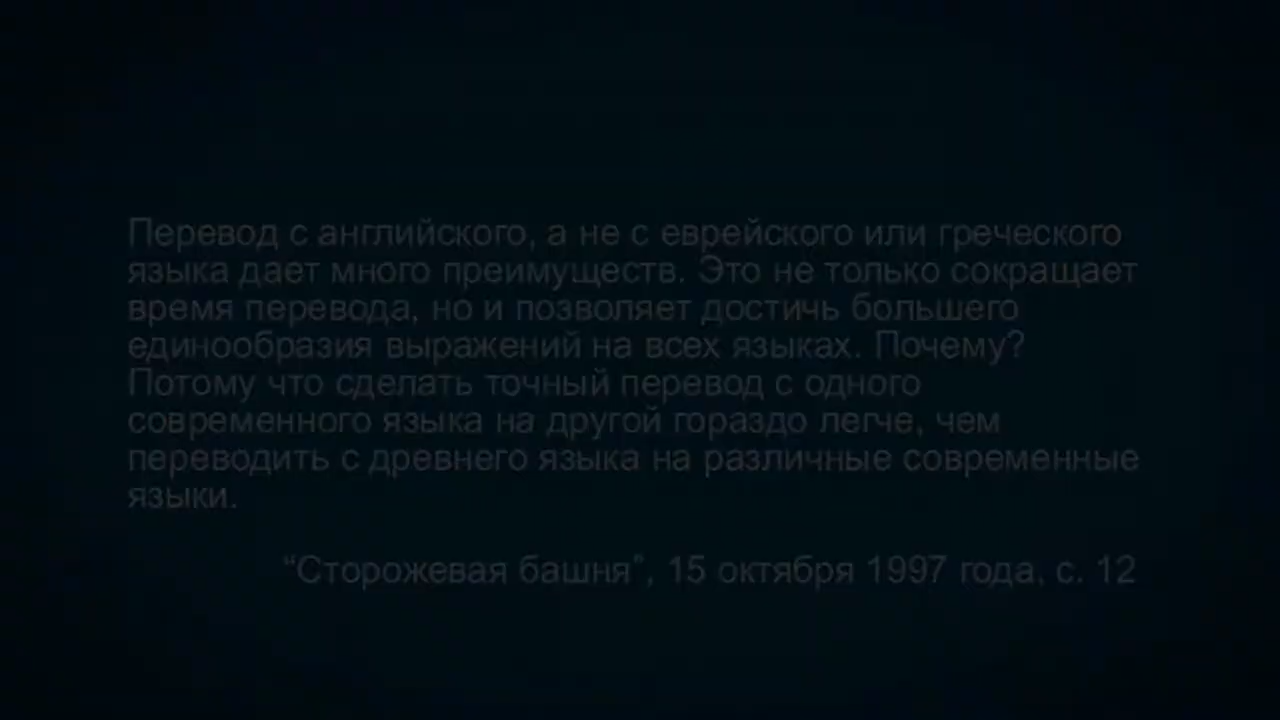 Перевод с английского, а не с еврейского или греческого
языка дает много преимуществ. Это не только сокращает
время перевода, но и позволяет достичь большего
единообразия выражений на всех языках. Почему?
Потому что сделать точный перевод с одного
современного языка на другой гораздо легче, чем
переводить с древнего языка на различные современные
языки.
“Сторожевая башня”, 15 октября 1997 года, с. 12